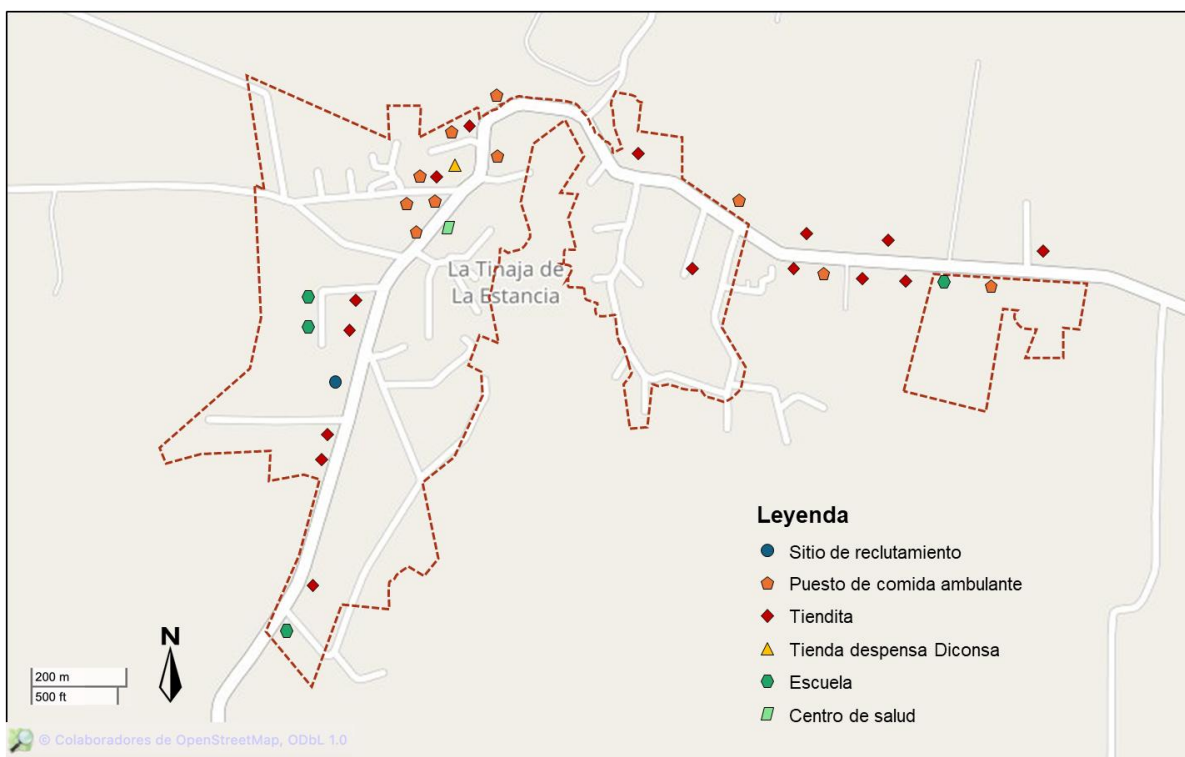 La Tinaja de
La Estancia
Leyenda
Sitio de reclutamiento
Puesto de comida ambulante
Tiendita
Tienda despensa Diconsa
Escuela
Centro de salud
N
200 m
500 ft
© Colaboradores de OpenStreetMap, ODbL 1.0